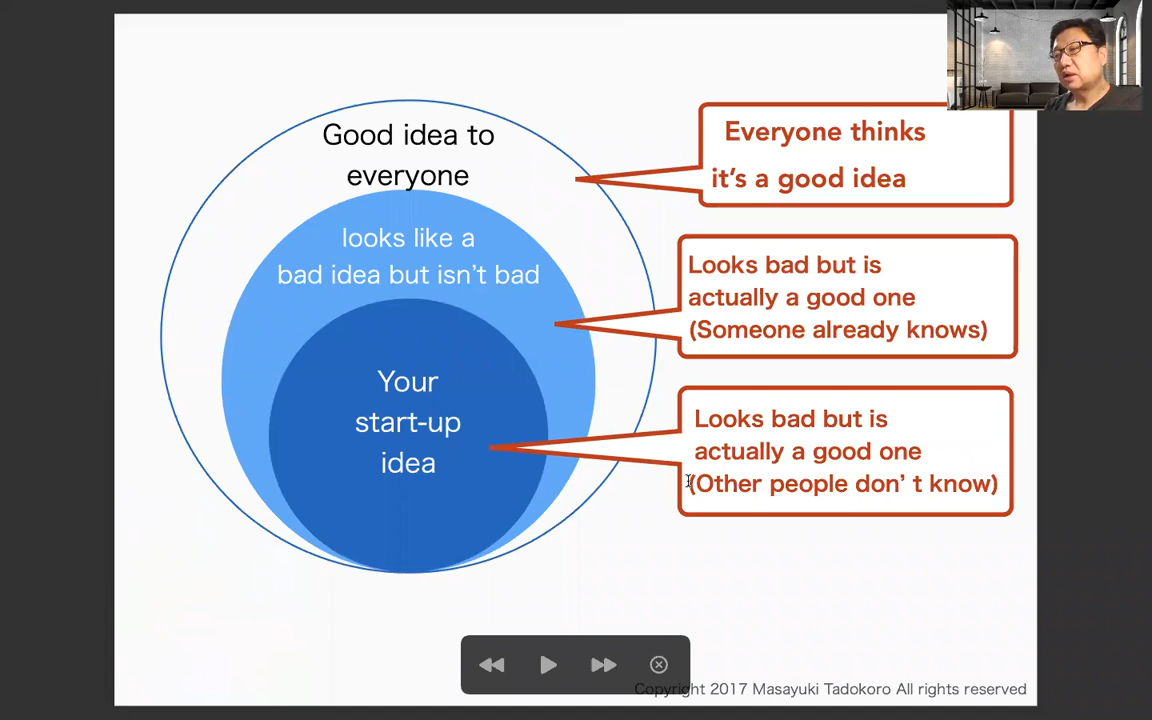 Good idea to
everyone
looks like a
bad idea but isn't bad
Your
start-up
idea
Everyone thinks
it's a good idea
Looks bad but is
actually a good one
(Someone already knows)
Looks bad but is
actually a good one
(Other people don' t know)
Copyright 2017 Masayuki Tadokoro All rights reserved